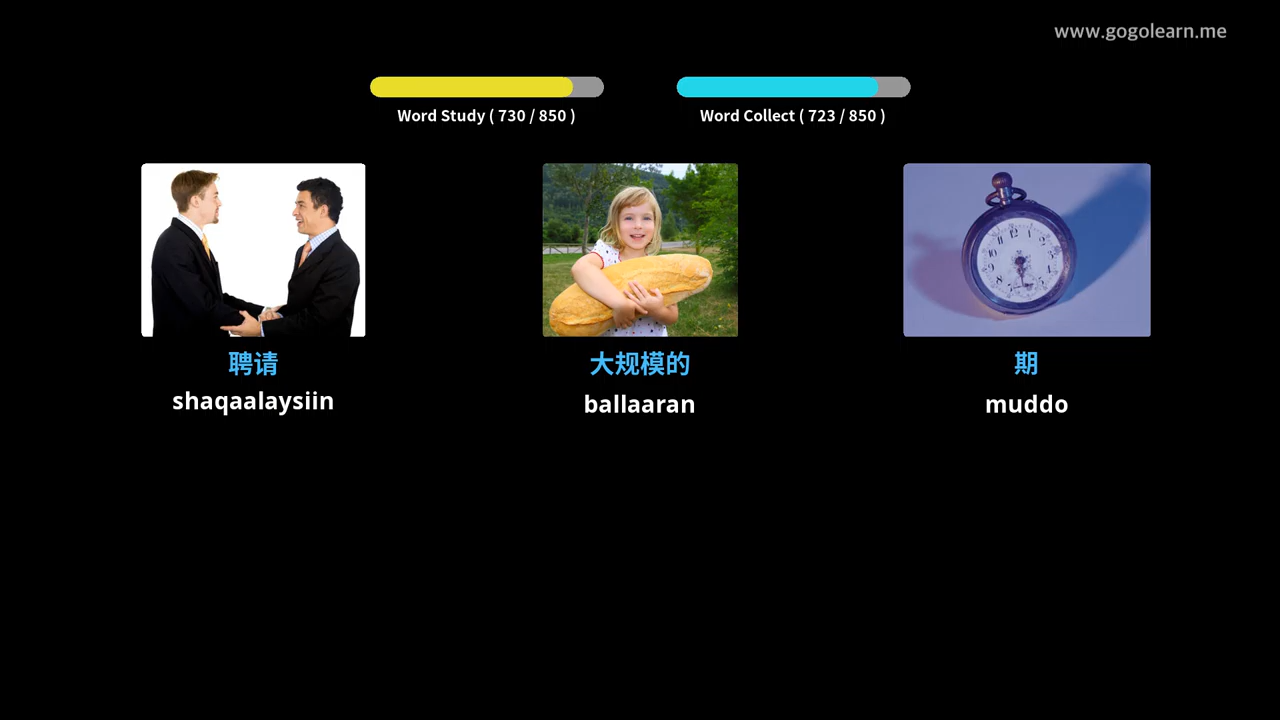 www.gogolearn.me
Word Study ( 730 / 850 )
Word Collect ( 723 / 850 )
聘请
shaqaalaysiin
大规模的
ballaaran
期
muddo